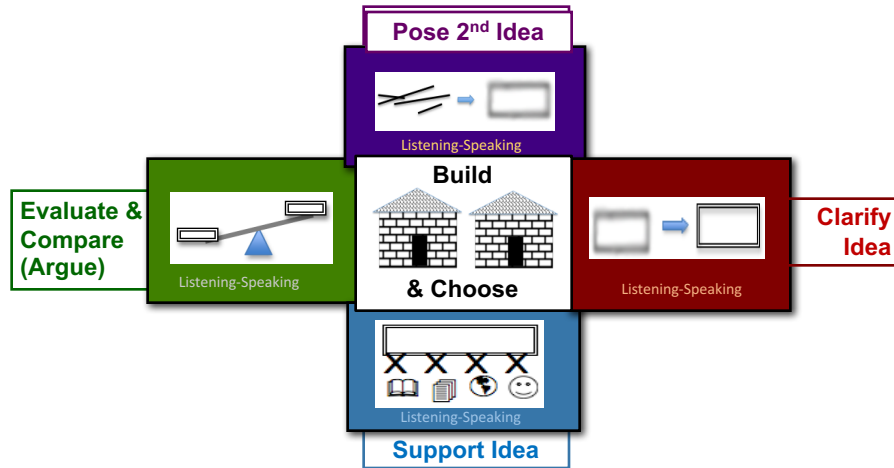 Pose 2nd Idea
Listening-Speaking
Build
& Choose
Evaluate &
Compare
(Argue)
Listening-Speaking
Clarify
Idea
Listening-Speaking
X X X X
Listening-Speaking
Support Idea